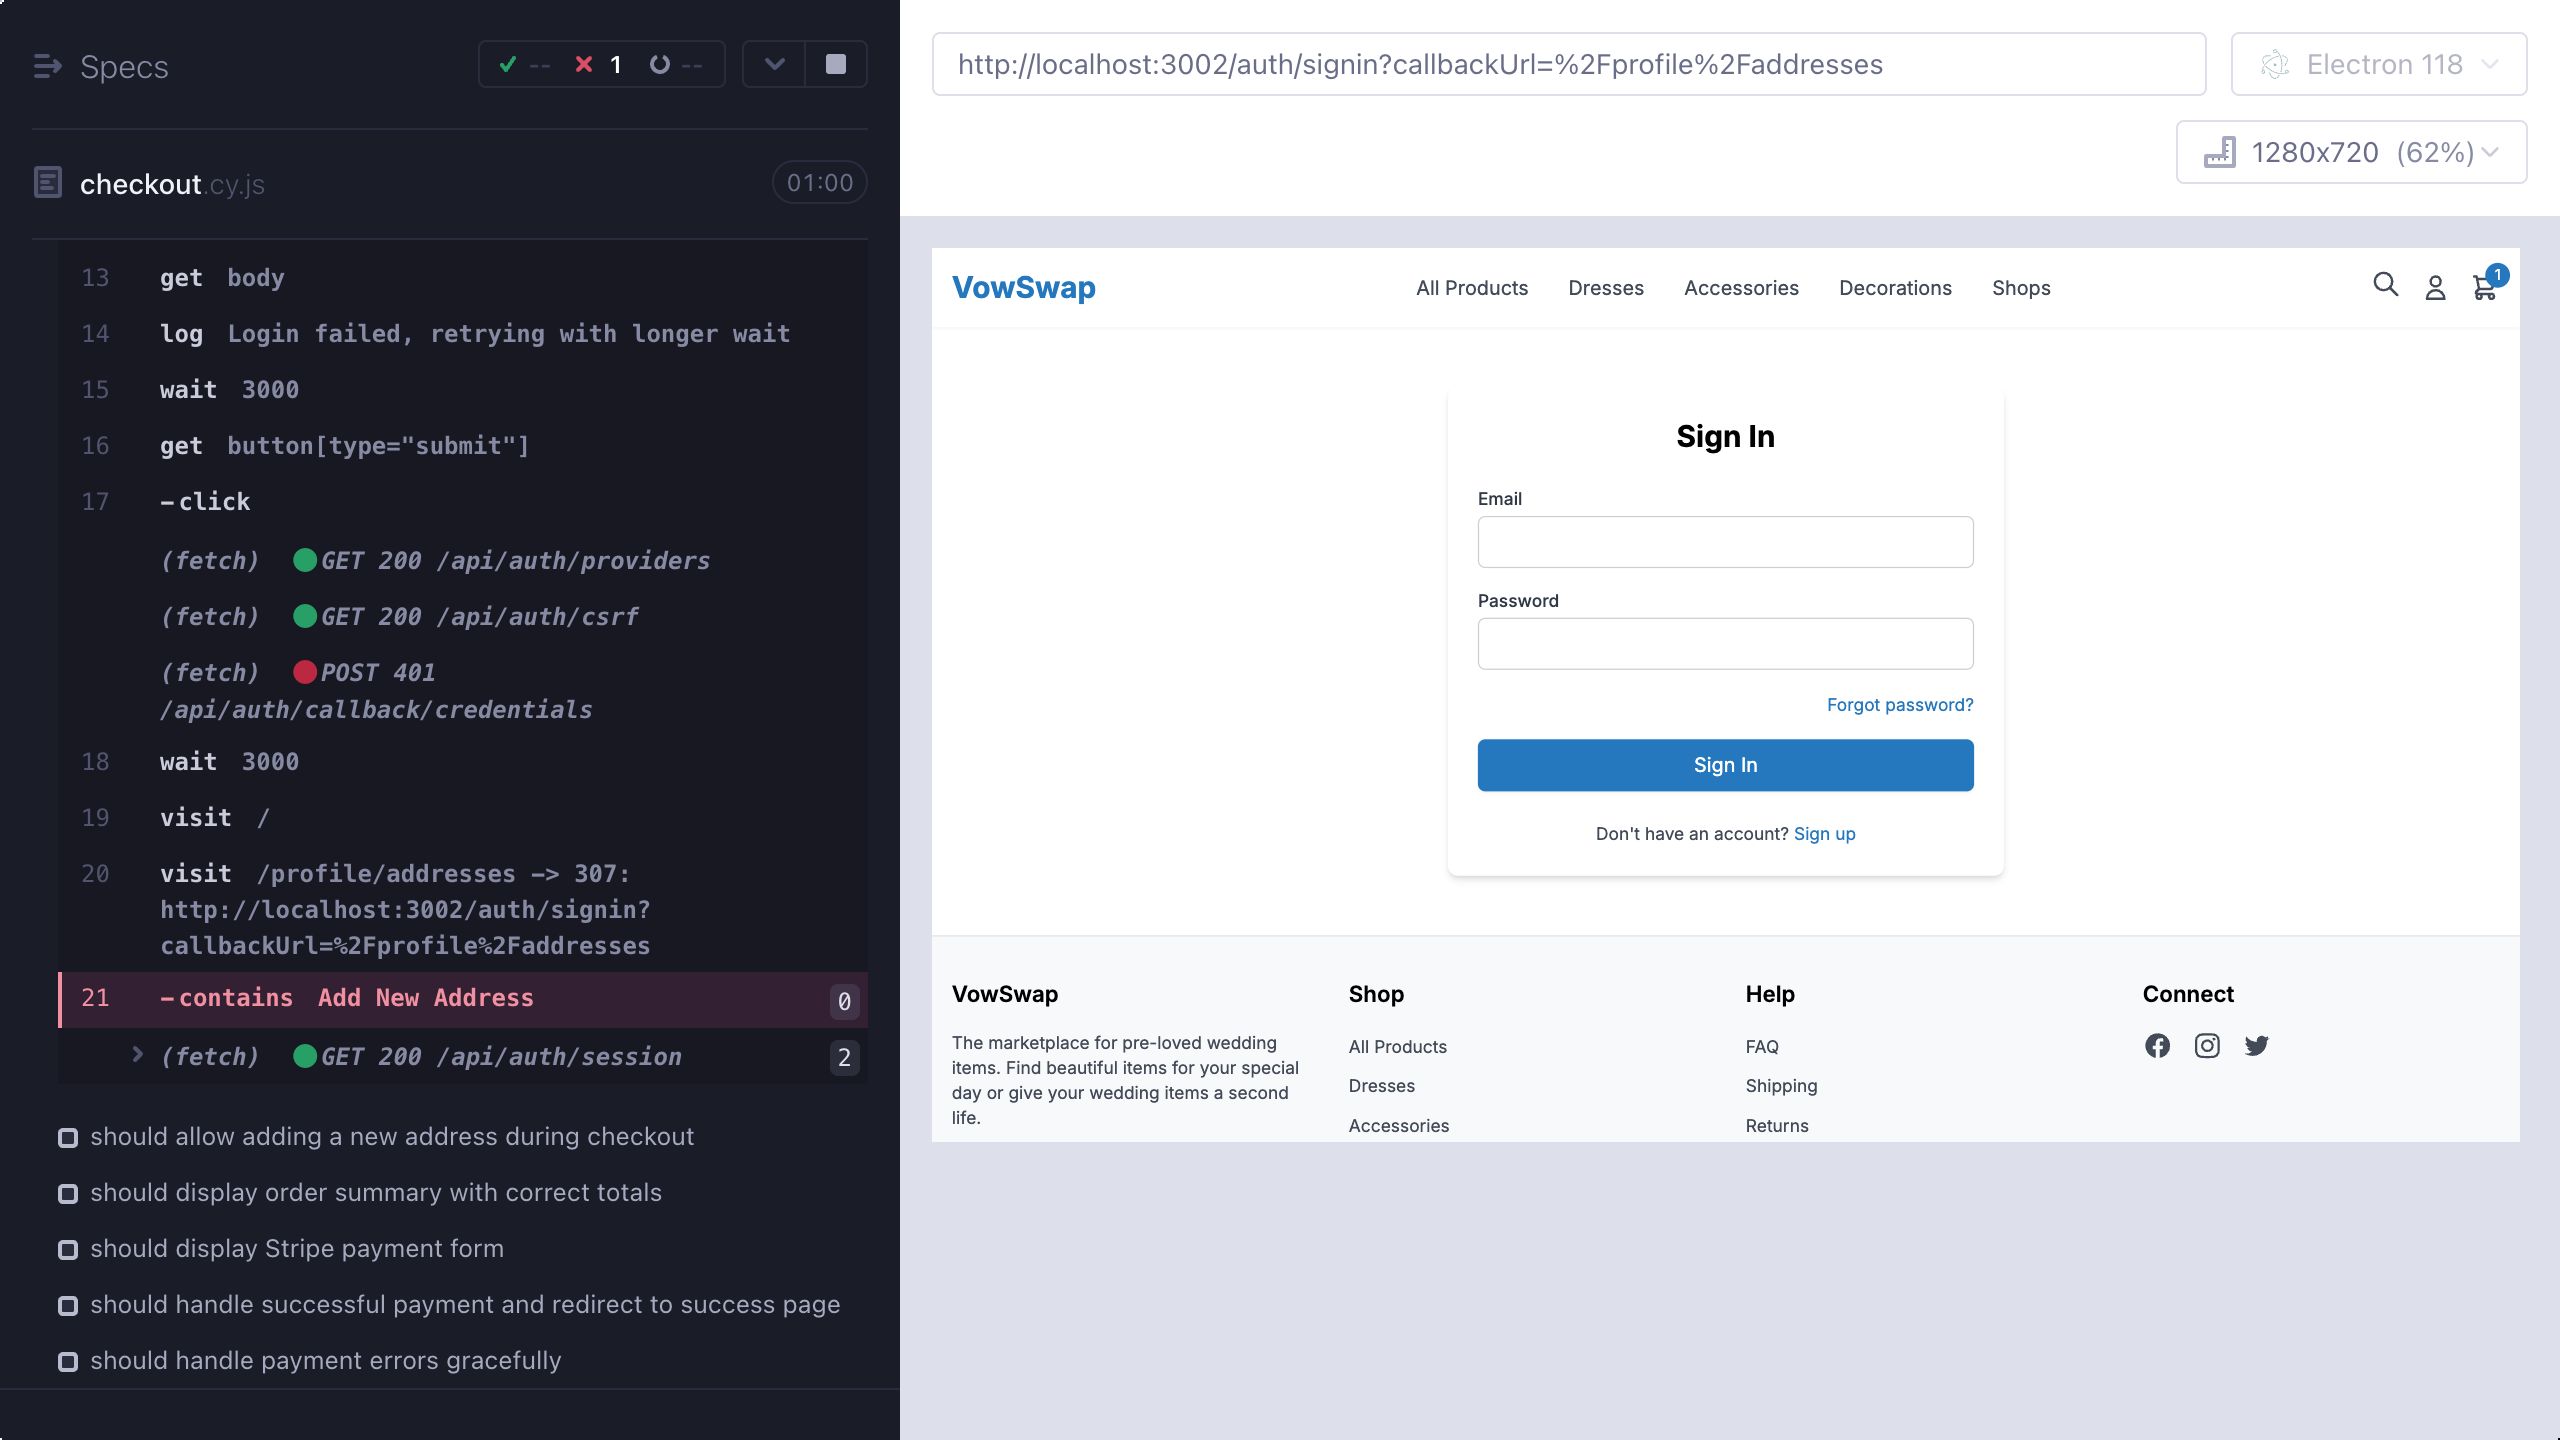 Specs
-- 1 --
checkout.cy.js 01:00
13 get body
14 log Login failed, retrying with longer wait
15 wait 3000
16 get button[type="submit"]
17 -click
(fetch) GET 200 /api/auth/providers
(fetch) GET 200 /api/auth/csrf
(fetch) POST 401
/api/auth/callback/credentials
18 wait 3000
19 visit /
20 visit /profile/addresses -> 307:
http://localhost:3002/auth/signin?
callbackUrl=%2Fprofile%2Faddresses
21 -contains Add New Address 0
(fetch) GET 200 /api/auth/session 2
should allow adding a new address during checkout
should display order summary with correct totals
should display Stripe payment form
should handle successful payment and redirect to success page
should handle payment errors gracefully
http://localhost:3002/auth/signin?callbackUrl=%2Fprofile%2Faddresses
Electron 118
1280x720 (62%)
VowSwap
All Products Dresses Accessories Decorations Shops
1
Sign In
Email
Password
Forgot password?
Sign In
Don't have an account? Sign up
VowSwap
The marketplace for pre-loved wedding
items. Find beautiful items for your special
day or give your wedding items a second
life.
Shop
All Products
Dresses
Accessories
Help
FAQ
Shipping
Returns
Connect